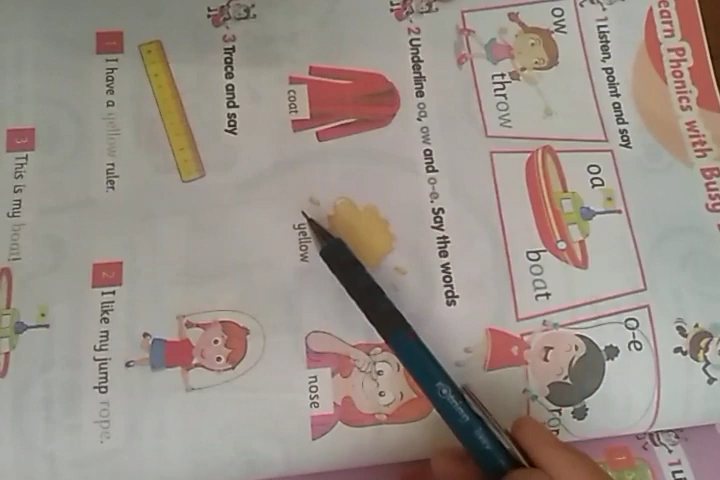 earn Phonics with Busy
1 Listen, point and say
ow
throw
oa
boat
o-e
2 Underline oa, ow and o-e. Say the words
coat
yellow
nose
3 Trace and say
1 I have a yellow ruler.
2 I like my jump rope.
3 This is my boat!